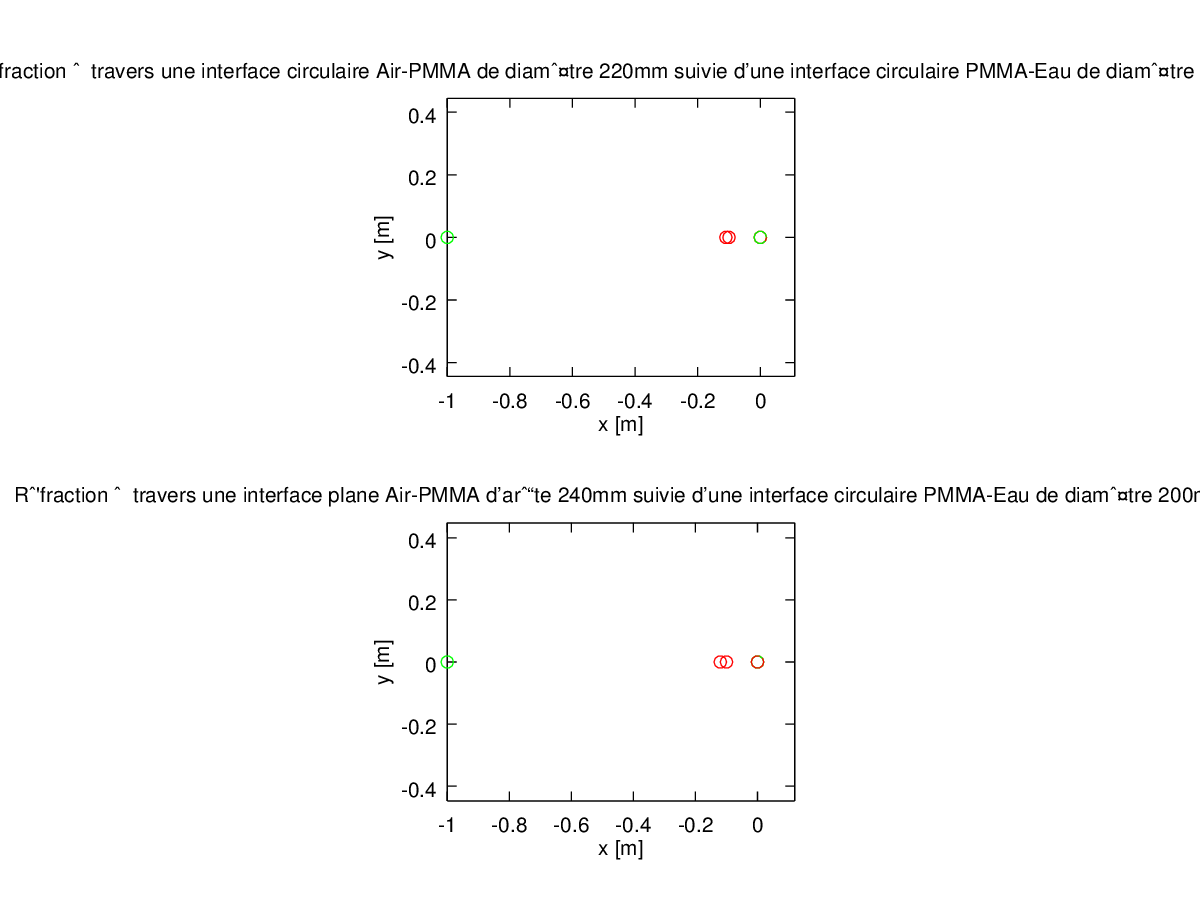 fraction ˆ travers une interface circulaire Air-PMMA de diamˆ¤tre 220mm suivie d'une interface circulaire PMMA-Eau de diamˆ¤tre
0.4
0.2
0
-0.2
-0.4
y [m]
-1 -0.8 -0.6 -0.4 -0.2 0
x [m]
Rˆ'fraction ˆ travers une interface plane Air-PMMA d'arˆ“te 240mm suivie d'une interface circulaire PMMA-Eau de diamˆ¤tre 200m
0.4
0.2
0
-0.2
-0.4
y [m]
-1 -0.8 -0.6 -0.4 -0.2 0
x [m]